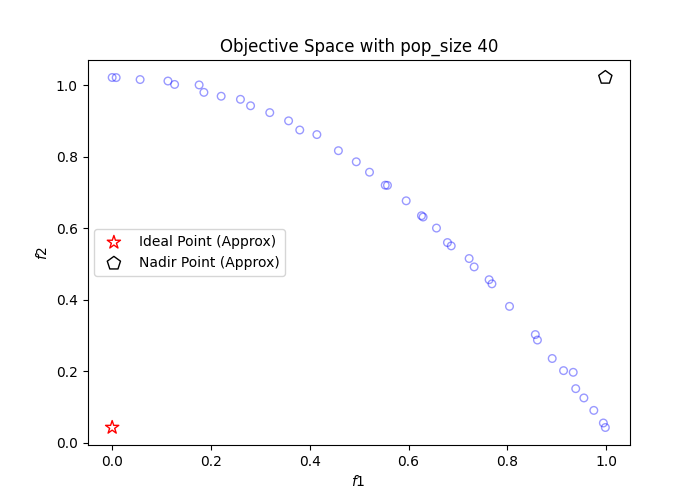 Objective Space with pop_size 40
1.0
0.8
0.6
0.4
0.2
0.0
f2
Ideal Point (Approx)
Nadir Point (Approx)
0.0 0.2 0.4 0.6 0.8 1.0
f1